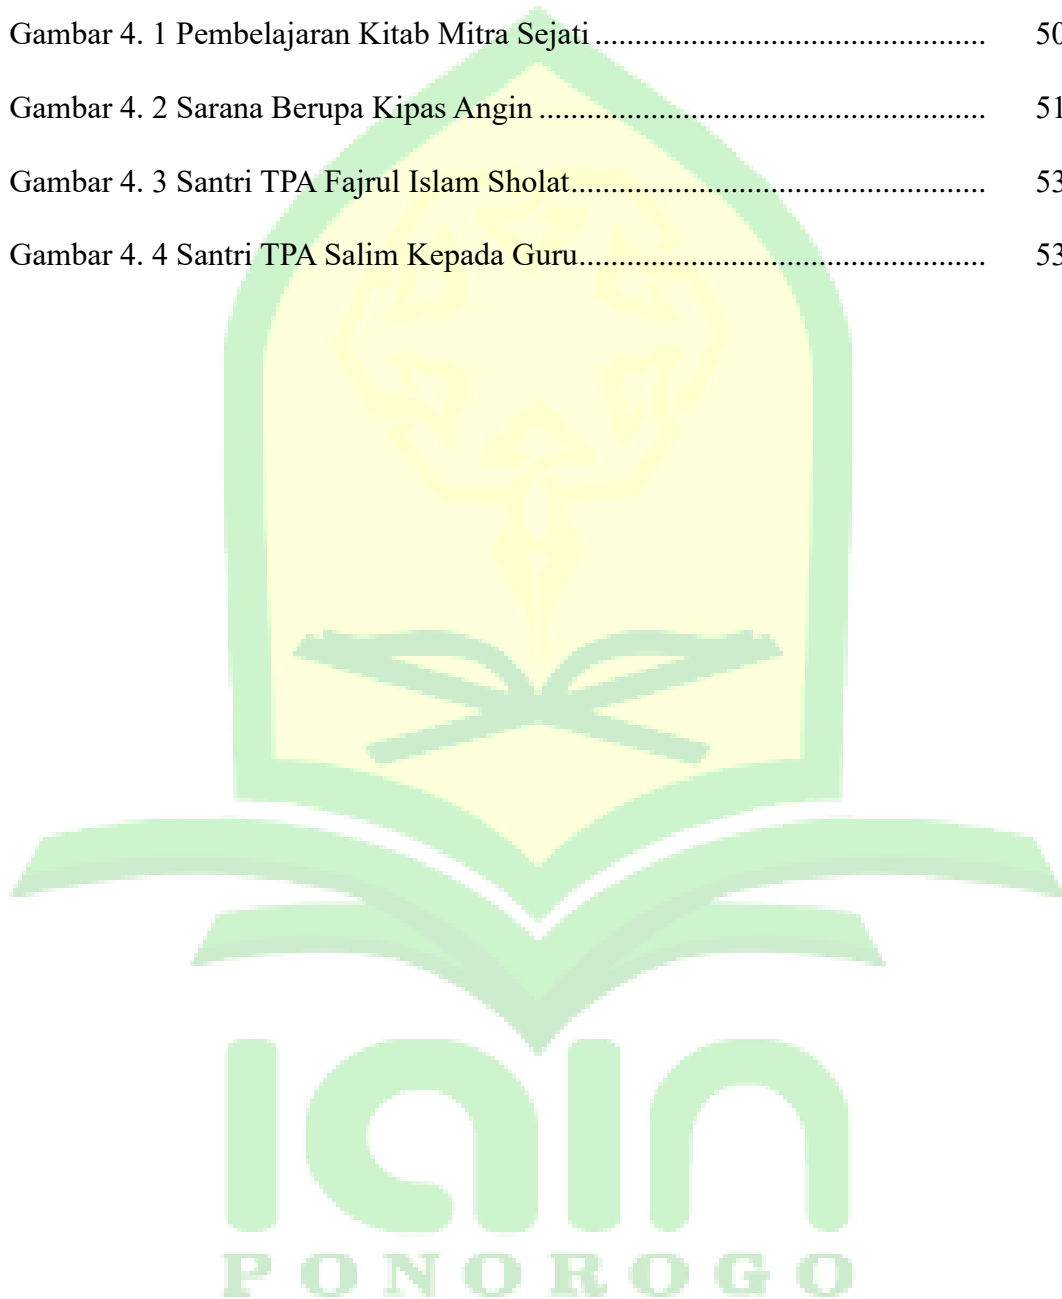 Gambar 4. 1 Pembelajaran Kitab Mitra Sejati ................................................. 50
Gambar 4. 2 Sarana Berupa Kipas Angin ........................................................ 51
Gambar 4. 3 Santri TPA Fajrul Islam Sholat.................................................... 53
Gambar 4. 4 Santri TPA Salim Kepada Guru................................................... 53
iain
PONOROGO